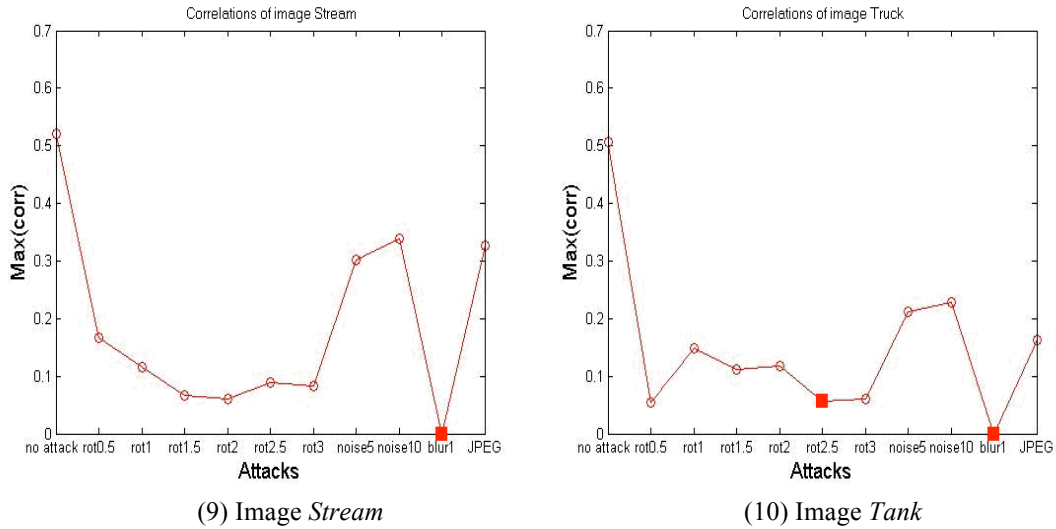 Correlations of image Stream
0.7
0.6
0.5
0.4
0.3
0.2
0.1
0
Max(corr)
no attack rot0.5 rot1 rot1.5 rot2 rot2.5 rot3 noise5 noise10 blur1 JPEG
Attacks
(9) Image Stream
Correlations of image Truck
0.7
0.6
0.5
0.4
0.3
0.2
0.1
0
Max(corr)
no attack rot0.5 rot1 rot1.5 rot2 rot2.5 rot3 noise5 noise10 blur1 JPEG
Attacks
(10) Image Tank